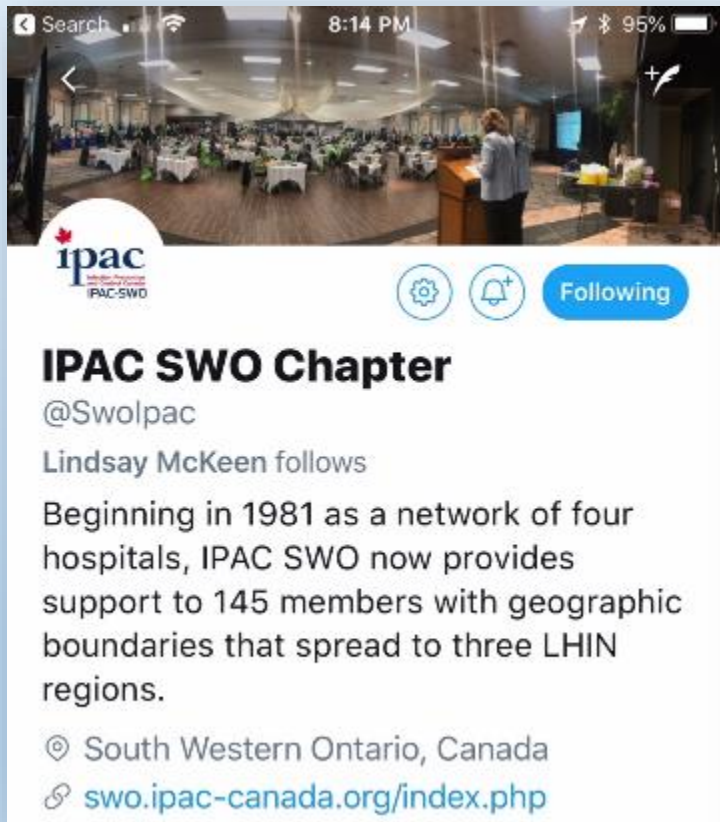 Search
8:14 PM
95%
ipac
IPAC-SWO
Following
IPAC SWO Chapter
@SwoIpac
Lindsay McKeen follows
Beginning in 1981 as a network of four
hospitals, IPAC SWO now provides
support to 145 members with geographic
boundaries that spread to three LHIN
regions.
South Western Ontario, Canada
swo.ipac-canada.org/index.php